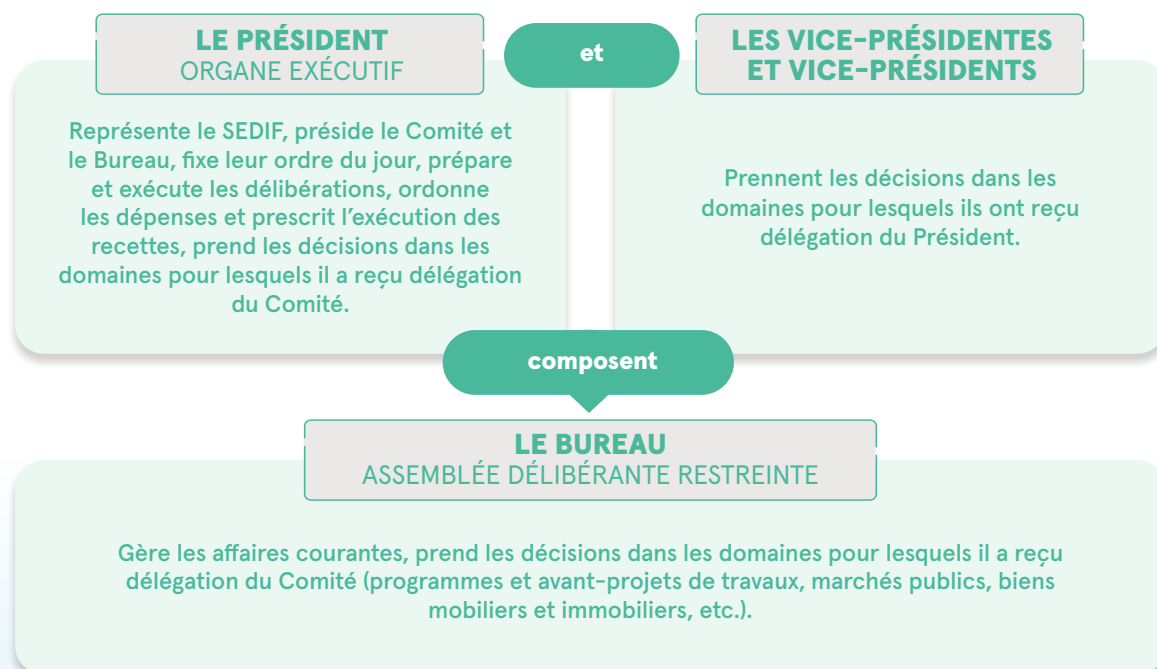 LE PRÉSIDENT
ORGANE EXÉCUTIF
Représente le SEDIF, préside le Comité et
le Bureau, fixe leur ordre du jour, prépare
et exécute les délibérations, ordonne
les dépenses et prescrit l’exécution des
recettes, prend les décisions dans les
domaines pour lesquels il a reçu délégation
du Comité.
et
LES VICE-PRÉSIDENTES
ET VICE-PRÉSIDENTS
Prennent les décisions dans les
domaines pour lesquels ils ont reçu
délégation du Président.
composent
LE BUREAU
ASSEMBLÉE DÉLIBÉRANTE RESTREINTE
Gère les affaires courantes, prend les décisions dans les domaines pour lesquels il a reçu
délégation du Comité (programmes et avant-projets de travaux, marchés publics, biens
mobiliers et immobiliers, etc.).